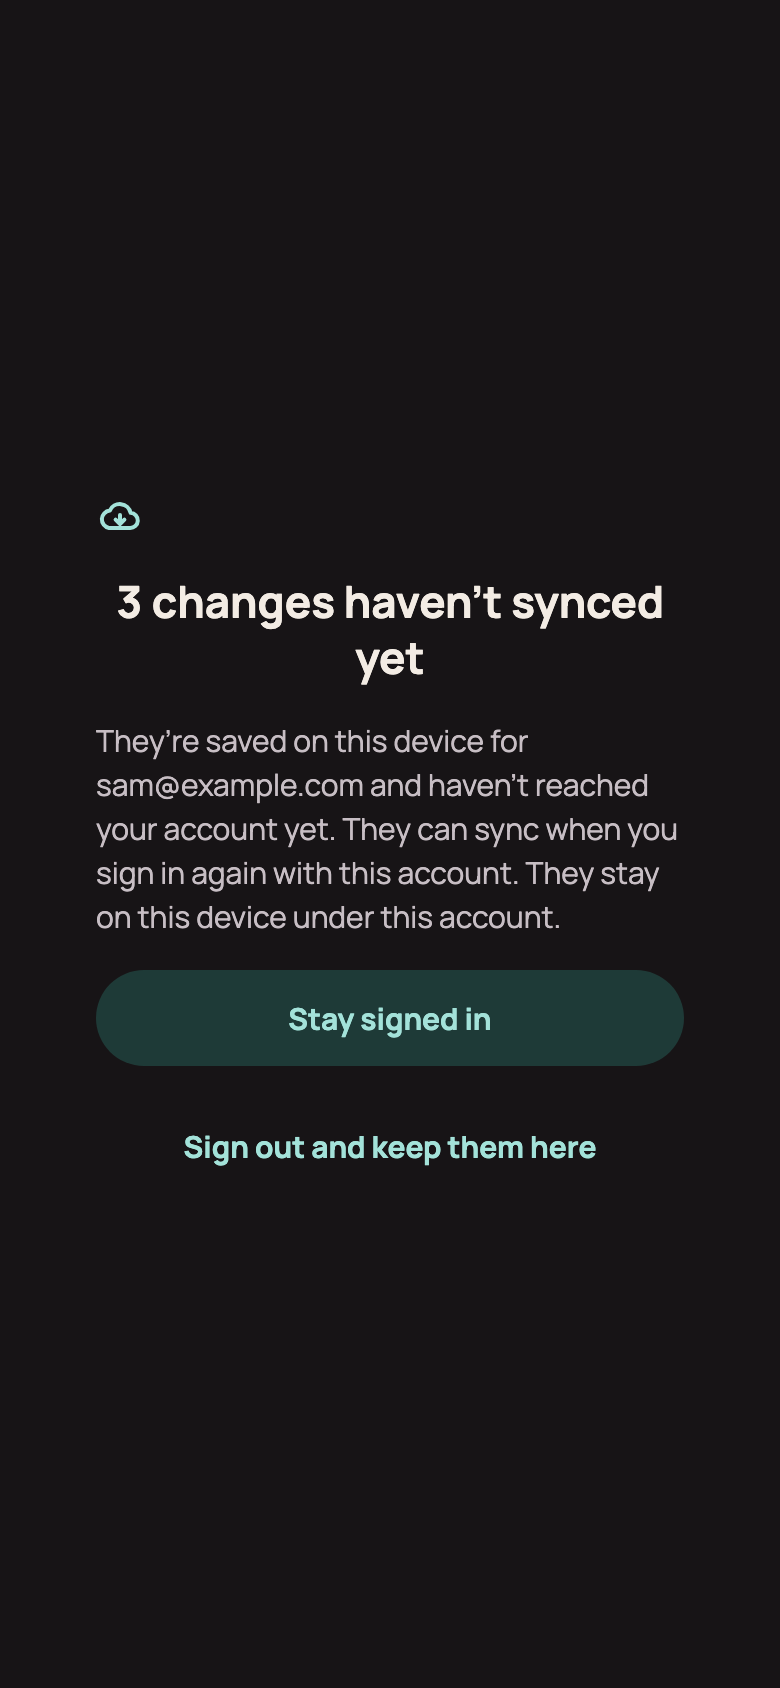 3 changes haven’t synced
yet
They’re saved on this device for
sam@example.com and haven’t reached
your account yet. They can sync when you
sign in again with this account. They stay
on this device under this account.
Stay signed in
Sign out and keep them here